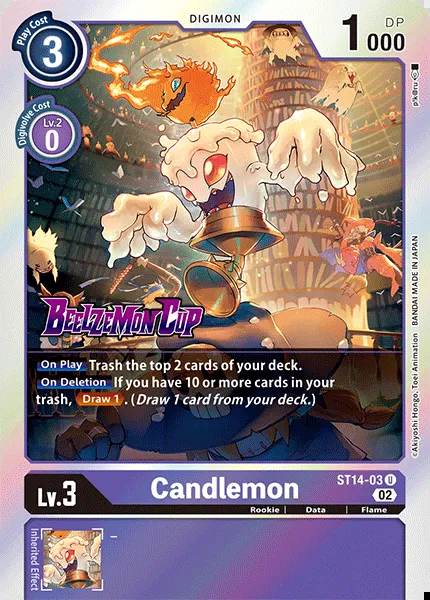 DIGIMON
Play Cost
3
1000
DP
Digivolve Cost
Lv.2
0
p!k@ru
BEELZEMON CUP
On Play Trash the top 2 cards of your deck.
On Deletion If you have 10 or more cards in your
trash, Draw 1 . (Draw 1 card from your deck.)
©Akiyoshi Hongo, Toei Animation BANDAI MADE IN JAPAN
Lv.3
Candlemon
ST14-03 U
02
Rookie | Data | Flame
Inherited Effect
–